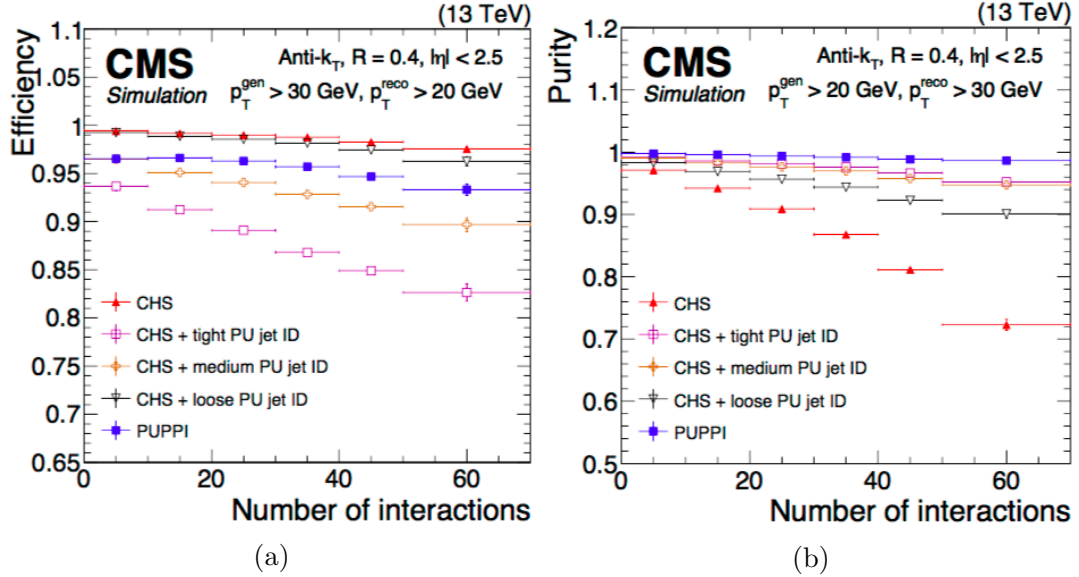 (13 TeV)
CMS
Simulation
Anti-k_T, R = 0.4, |η| < 2.5
p_T^gen > 30 GeV, p_T^reco > 20 GeV
Efficiency
1.1
1.05
1
0.95
0.9
0.85
0.8
0.75
0.7
0.65
CHS
CHS + tight PU jet ID
CHS + medium PU jet ID
CHS + loose PU jet ID
PUPPI
0 20 40 60
Number of interactions
(a)
(13 TeV)
CMS
Simulation
Anti-k_T, R = 0.4, |η| < 2.5
p_T^gen > 20 GeV, p_T^reco > 30 GeV
Purity
1.2
1.1
1
0.9
0.8
0.7
0.6
0.5
CHS
CHS + tight PU jet ID
CHS + medium PU jet ID
CHS + loose PU jet ID
PUPPI
0 20 40 60
Number of interactions
(b)